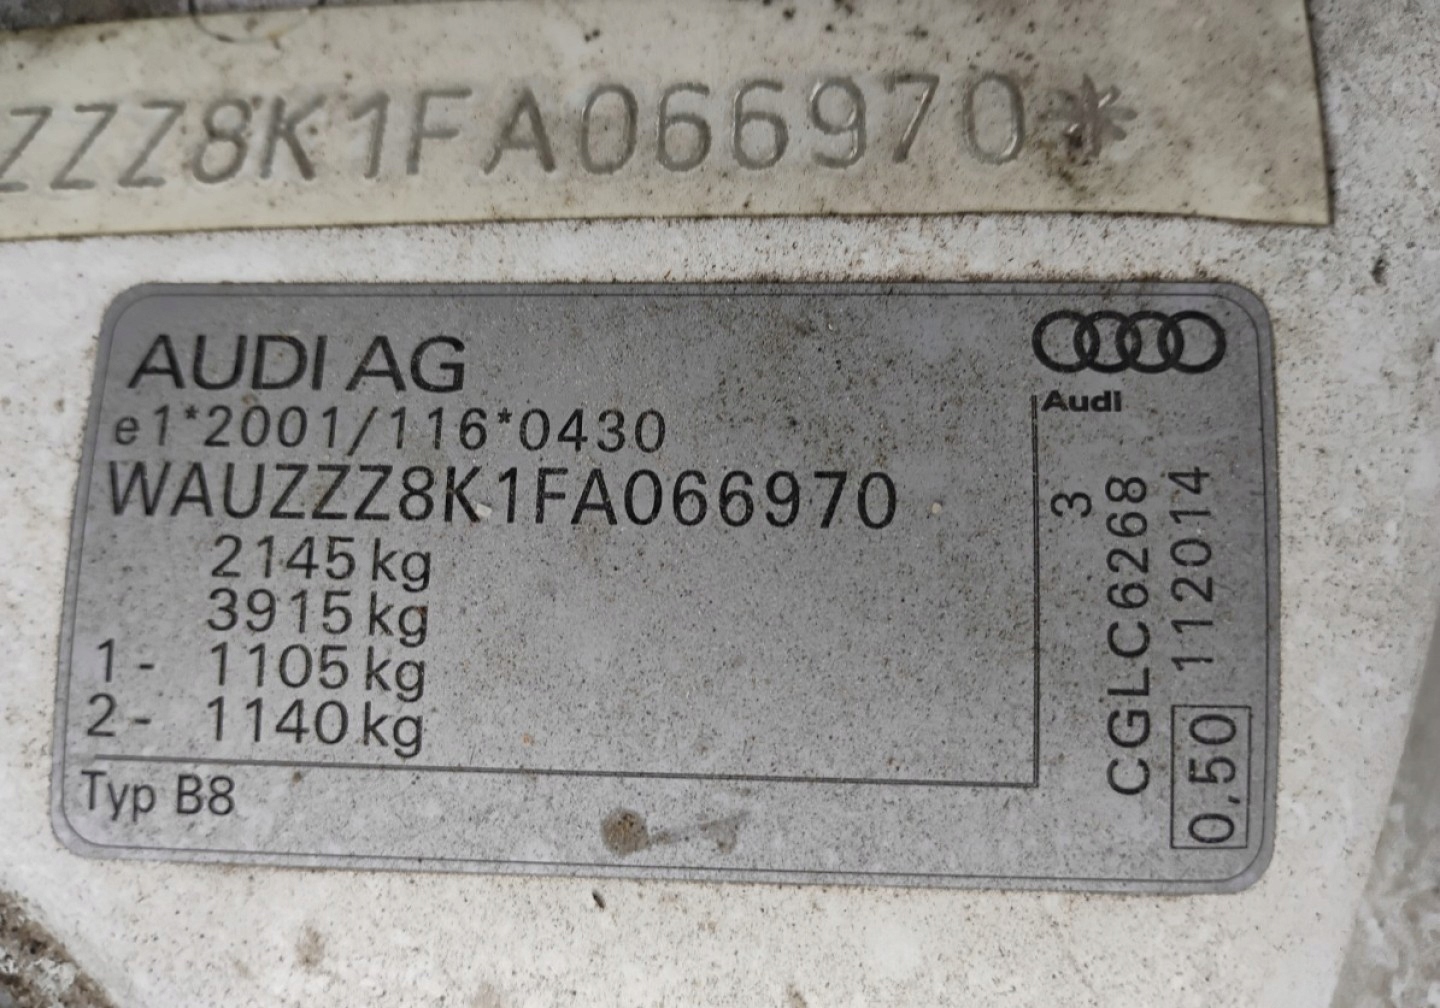 ZZZ8K1FA066970*
AUDI AG
Audi
e1*2001/116*0430
WAUZZZ8K1FA066970
2145 kg
3915 kg
1- 1105 kg
2- 1140 kg
Typ B8
3
CGLC6268
0,50 112014